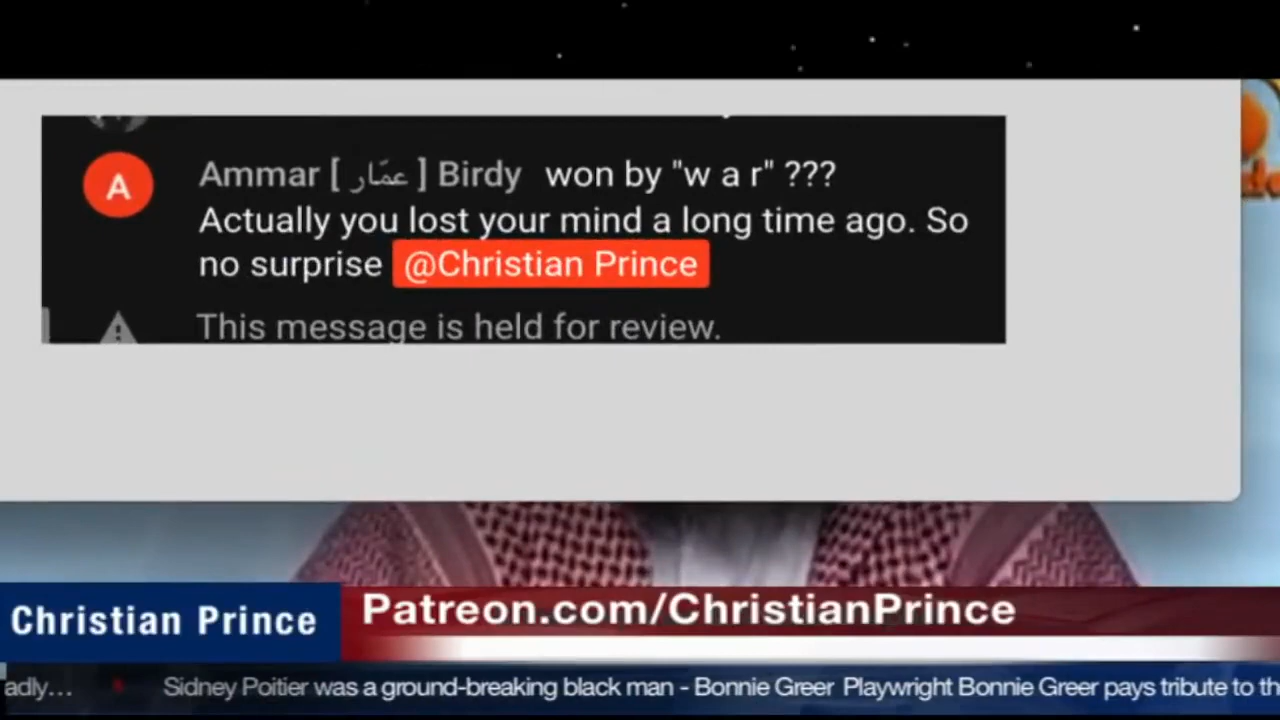 A
Ammar [ عمّار ] Birdy won by "w a r" ???
Actually you lost your mind a long time ago. So
no surprise @Christian Prince
This message is held for review.
Christian Prince
Patreon.com/ChristianPrince
adly... Sidney Poitier was a ground-breaking black man - Bonnie Greer Playwright Bonnie Greer pays tribute to th